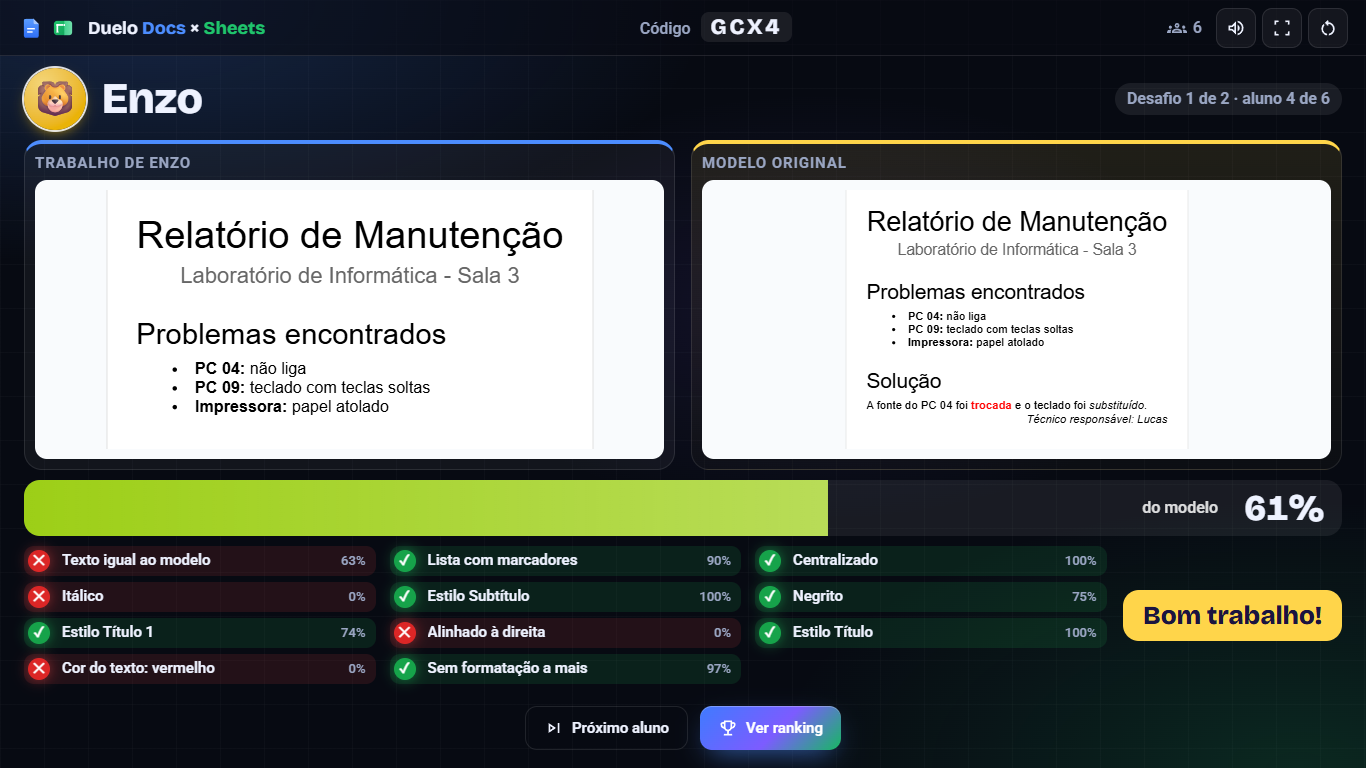 Duelo Docs × Sheets
Código GCX4
6
Enzo
Desafio 1 de 2 · aluno 4 de 6
TRABALHO DE ENZO
Relatório de Manutenção
Laboratório de Informática - Sala 3
Problemas encontrados
• PC 04: não liga
• PC 09: teclado com teclas soltas
• Impressora: papel atolado
MODELO ORIGINAL
Relatório de Manutenção
Laboratório de Informática - Sala 3
Problemas encontrados
• PC 04: não liga
• PC 09: teclado com teclas soltas
• Impressora: papel atolado
Solução
A fonte do PC 04 foi trocada e o teclado foi substituído.
Técnico responsável: Lucas
do modelo 61%
Texto igual ao modelo 63%
Lista com marcadores 90%
Centralizado 100%
Itálico 0%
Estilo Subtítulo 100%
Negrito 75%
Estilo Título 1 74%
Alinhado à direita 0%
Estilo Título 100%
Cor do texto: vermelho 0%
Sem formatação a mais 97%
Bom trabalho!
Próximo aluno
Ver ranking